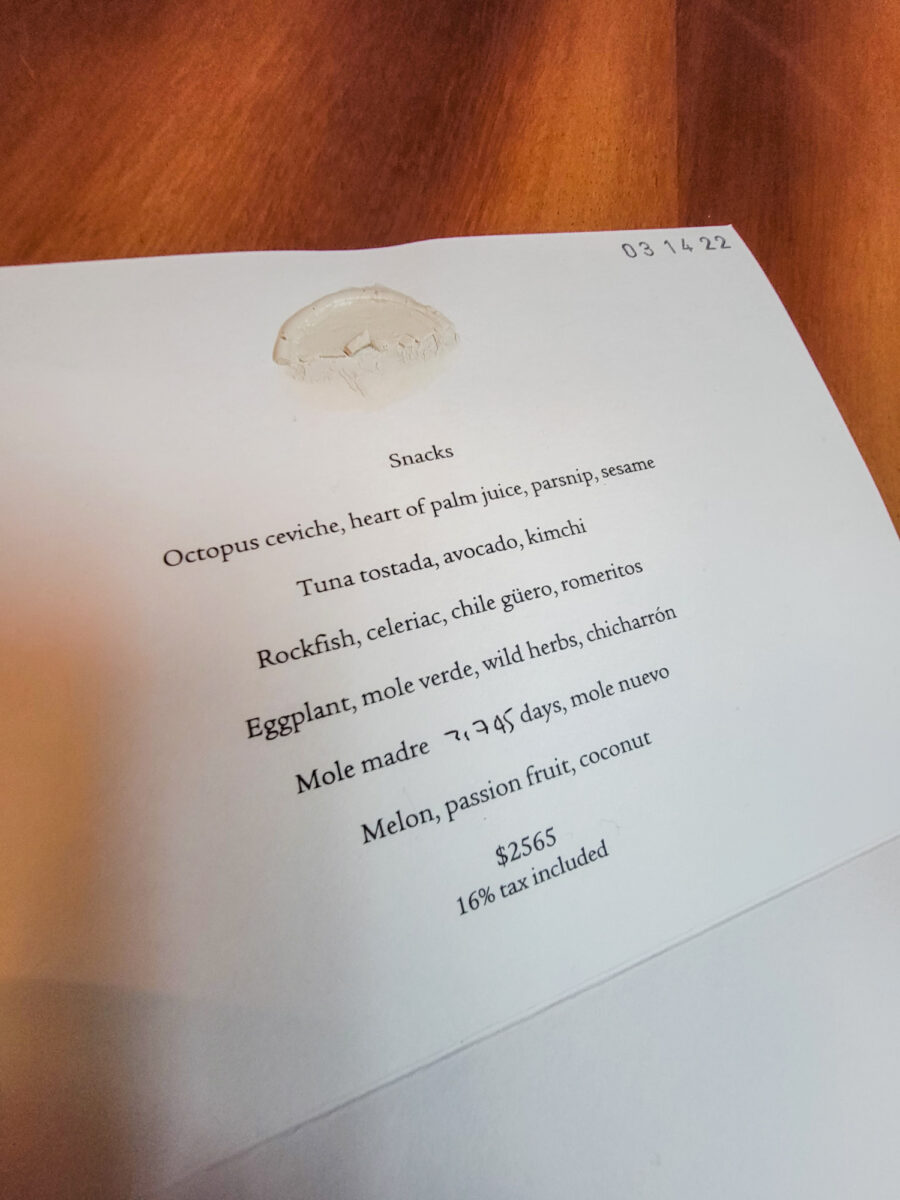 03 14 22
Snacks
Octopus ceviche, heart of palm juice, parsnip, sesame
Tuna tostada, avocado, kimchi
Rockfish, celeriac, chile güero, romeritos
Eggplant, mole verde, wild herbs, chicharrón
Mole madre days, mole nuevo
Melon, passion fruit, coconut
$2565
16% tax included